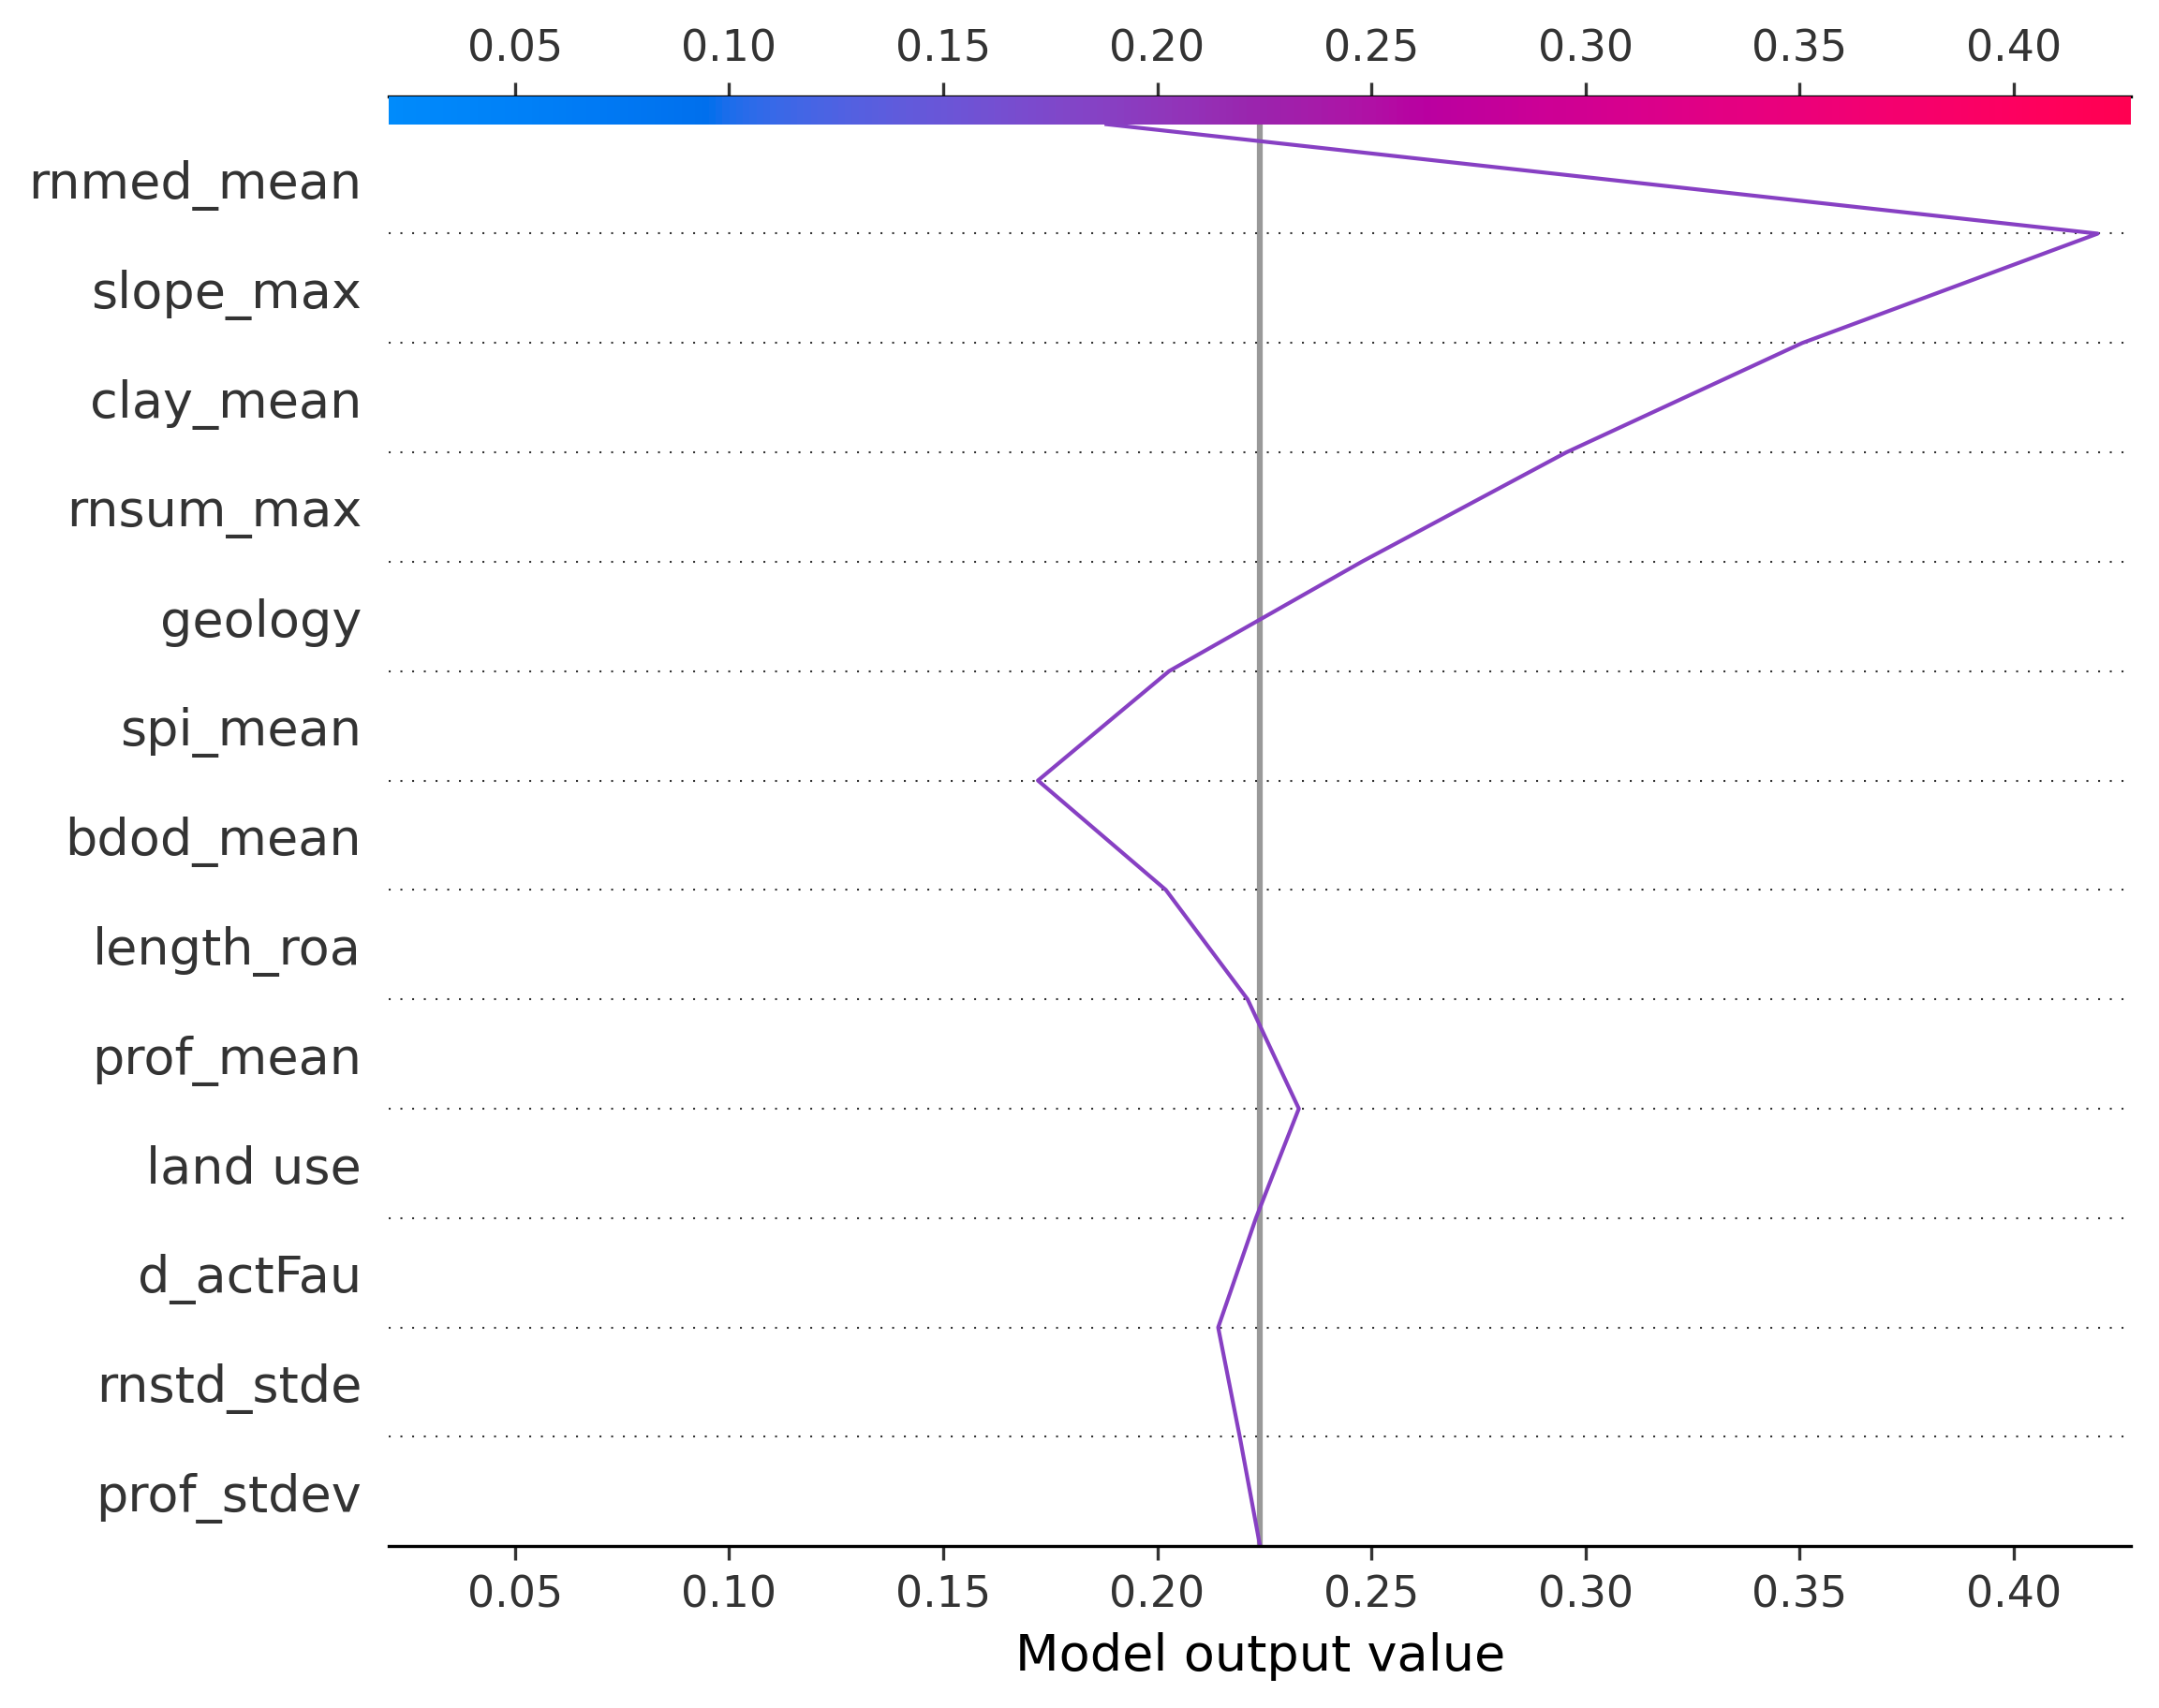 0.05 0.10 0.15 0.20 0.25 0.30 0.35 0.40
rnmed_mean
slope_max
clay_mean
rnsum_max
geology
spi_mean
bdod_mean
length_roa
prof_mean
land use
d_actFau
rnstd_stde
prof_stdev
0.05 0.10 0.15 0.20 0.25 0.30 0.35 0.40
Model output value